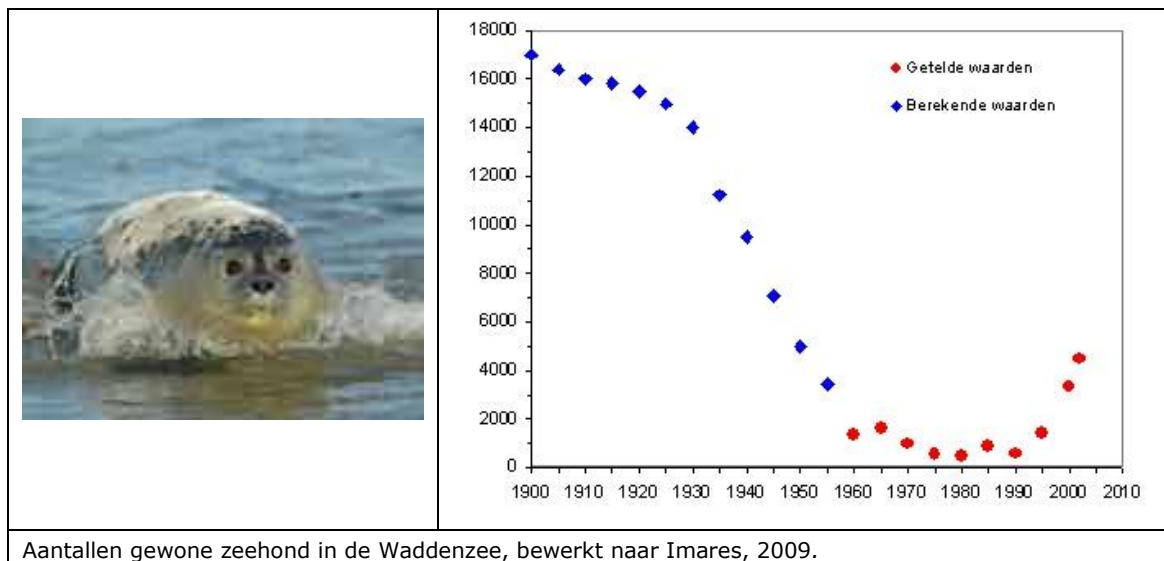 18000
16000
14000
12000
10000
8000
6000
4000
2000
0
Getelde waarden
Berekende waarden
1900 1910 1920 1930 1940 1950 1960 1970 1980 1990 2000 2010
Aantallen gewone zeehond in de Waddenzee, bewerkt naar Imares, 2009.